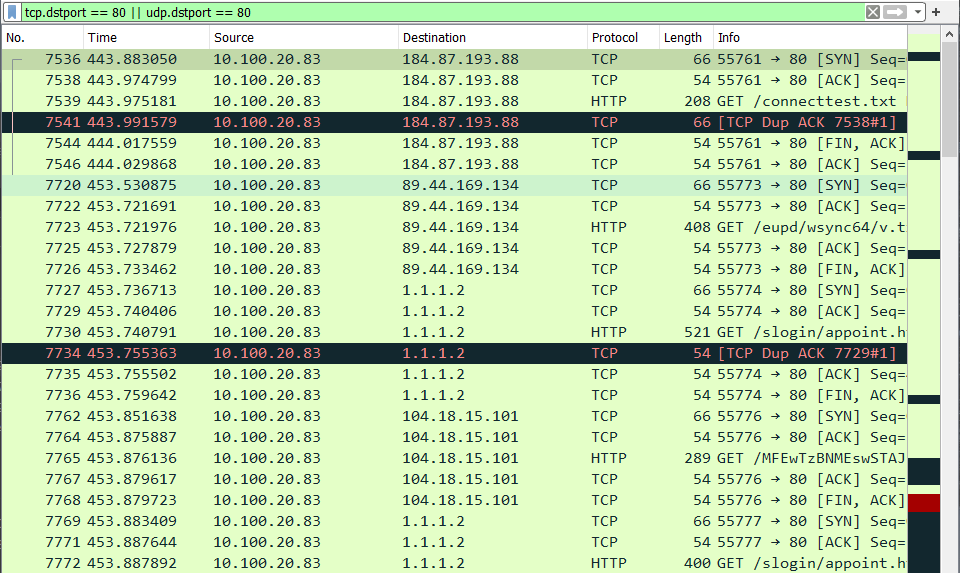 tcp.dstport == 80 || udp.dstport == 80
No. Time Source Destination Protocol Length Info
7536 443.883050 10.100.20.83 184.87.193.88 TCP 66 55761 → 80 [SYN] Seq=
7538 443.974799 10.100.20.83 184.87.193.88 TCP 54 55761 → 80 [ACK] Seq=
7539 443.975181 10.100.20.83 184.87.193.88 HTTP 208 GET /connecttest.txt
7541 443.991579 10.100.20.83 184.87.193.88 TCP 66 [TCP Dup ACK 7538#1]
7544 444.017559 10.100.20.83 184.87.193.88 TCP 54 55761 → 80 [FIN, ACK]
7546 444.029868 10.100.20.83 184.87.193.88 TCP 54 55761 → 80 [ACK] Seq=
7720 453.530875 10.100.20.83 89.44.169.134 TCP 66 55773 → 80 [SYN] Seq=
7722 453.721691 10.100.20.83 89.44.169.134 TCP 54 55773 → 80 [ACK] Seq=
7723 453.721976 10.100.20.83 89.44.169.134 HTTP 408 GET /eupd/wsync64/v.t
7725 453.727879 10.100.20.83 89.44.169.134 TCP 54 55773 → 80 [ACK] Seq=
7726 453.733462 10.100.20.83 89.44.169.134 TCP 54 55773 → 80 [FIN, ACK]
7727 453.736713 10.100.20.83 1.1.1.2 TCP 66 55774 → 80 [SYN] Seq=
7729 453.740406 10.100.20.83 1.1.1.2 TCP 54 55774 → 80 [ACK] Seq=
7730 453.740791 10.100.20.83 1.1.1.2 HTTP 521 GET /slogin/appoint.h
7734 453.755363 10.100.20.83 1.1.1.2 TCP 54 [TCP Dup ACK 7729#1]
7735 453.755502 10.100.20.83 1.1.1.2 TCP 54 55774 → 80 [ACK] Seq=
7736 453.759642 10.100.20.83 1.1.1.2 TCP 54 55774 → 80 [FIN, ACK]
7762 453.851638 10.100.20.83 104.18.15.101 TCP 66 55776 → 80 [SYN] Seq=
7764 453.875887 10.100.20.83 104.18.15.101 TCP 54 55776 → 80 [ACK] Seq=
7765 453.876136 10.100.20.83 104.18.15.101 HTTP 289 GET /MFEwTzBNMEswSTAJ
7767 453.879617 10.100.20.83 104.18.15.101 TCP 54 55776 → 80 [ACK] Seq=
7768 453.879723 10.100.20.83 104.18.15.101 TCP 54 55776 → 80 [FIN, ACK]
7769 453.883409 10.100.20.83 1.1.1.2 TCP 66 55777 → 80 [SYN] Seq=
7771 453.887644 10.100.20.83 1.1.1.2 TCP 54 55777 → 80 [ACK] Seq=
7772 453.887892 10.100.20.83 1.1.1.2 HTTP 400 GET /slogin/appoint.h